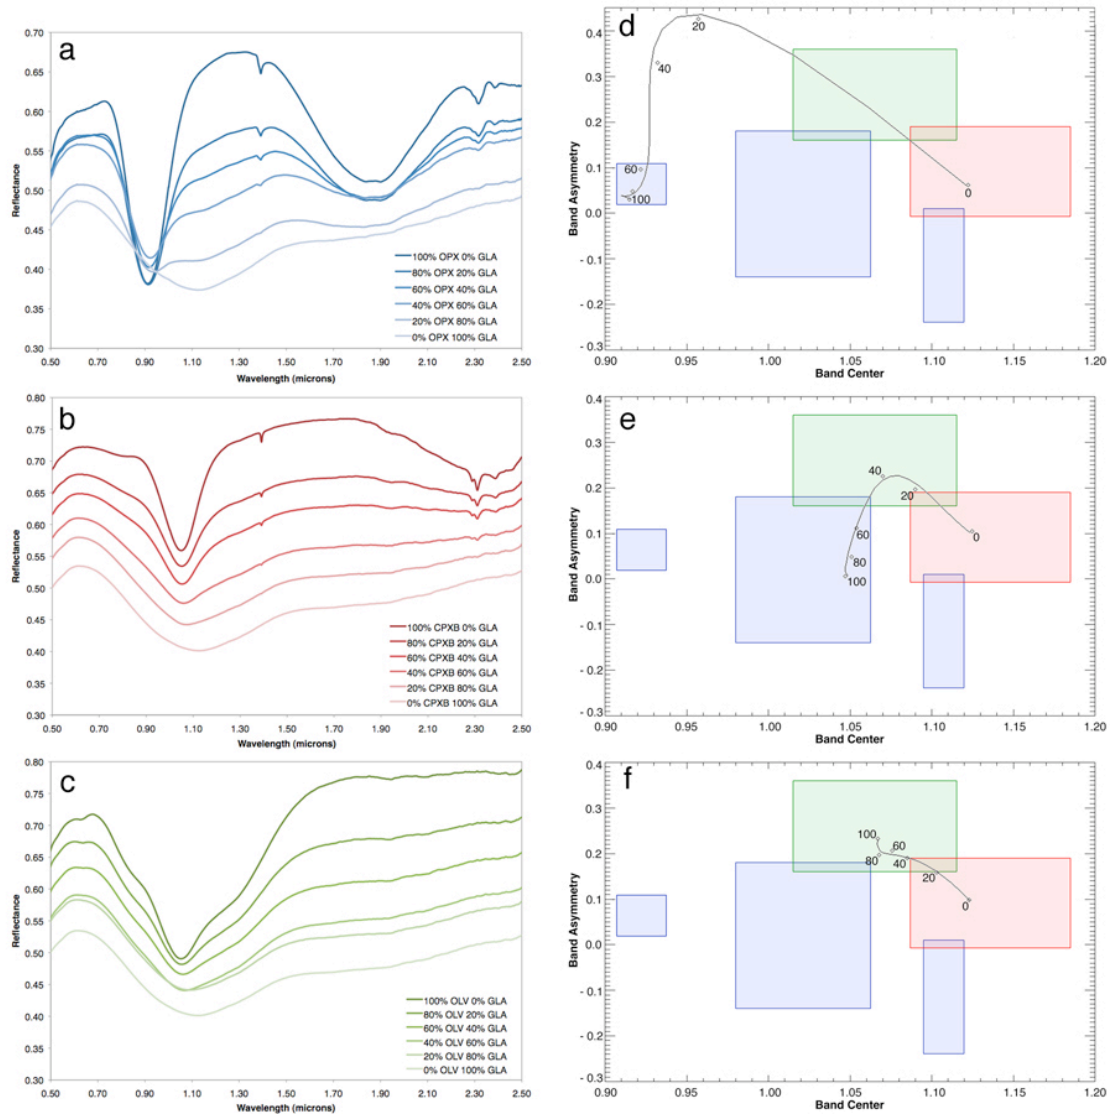 a
0.70
0.65
0.60
0.55
0.50
0.45
0.40
0.35
0.30
Reflectance
100% OPX 0% GLA
80% OPX 20% GLA
60% OPX 40% GLA
40% OPX 60% GLA
20% OPX 80% GLA
0% OPX 100% GLA
0.50 0.70 0.90 1.10 1.30 1.50 1.70 1.90 2.10 2.30 2.50
Wavelength (microns)
d
0.4
0.3
0.2
0.1
0.0
- 0.1
- 0.2
- 0.3
Band Asymmetry
20
40
60
100
0
0.90 0.95 1.00 1.05 1.10 1.15 1.20
Band Center
b
0.80
0.75
0.70
0.65
0.60
0.55
0.50
0.45
0.40
0.35
0.30
Reflectance
100% CPXB 0% GLA
80% CPXB 20% GLA
60% CPXB 40% GLA
40% CPXB 60% GLA
20% CPXB 80% GLA
0% CPXB 100% GLA
0.50 0.70 0.90 1.10 1.30 1.50 1.70 1.90 2.10 2.30 2.50
Wavelength (microns)
e
0.4
0.3
0.2
0.1
0.0
- 0.1
- 0.2
- 0.3
Band Asymmetry
40
20
60
0
80
100
0.90 0.95 1.00 1.05 1.10 1.15 1.20
Band Center
c
0.80
0.75
0.70
0.65
0.60
0.55
0.50
0.45
0.40
0.35
0.30
Reflectance
100% OLV 0% GLA
80% OLV 20% GLA
60% OLV 40% GLA
40% OLV 60% GLA
20% OLV 80% GLA
0% OLV 100% GLA
0.50 0.70 0.90 1.10 1.30 1.50 1.70 1.90 2.10 2.30 2.50
Wavelength (microns)
f
0.4
0.3
0.2
0.1
0.0
- 0.1
- 0.2
- 0.3
Band Asymmetry
100
60
80
40
20
0
0.90 0.95 1.00 1.05 1.10 1.15 1.20
Band Center